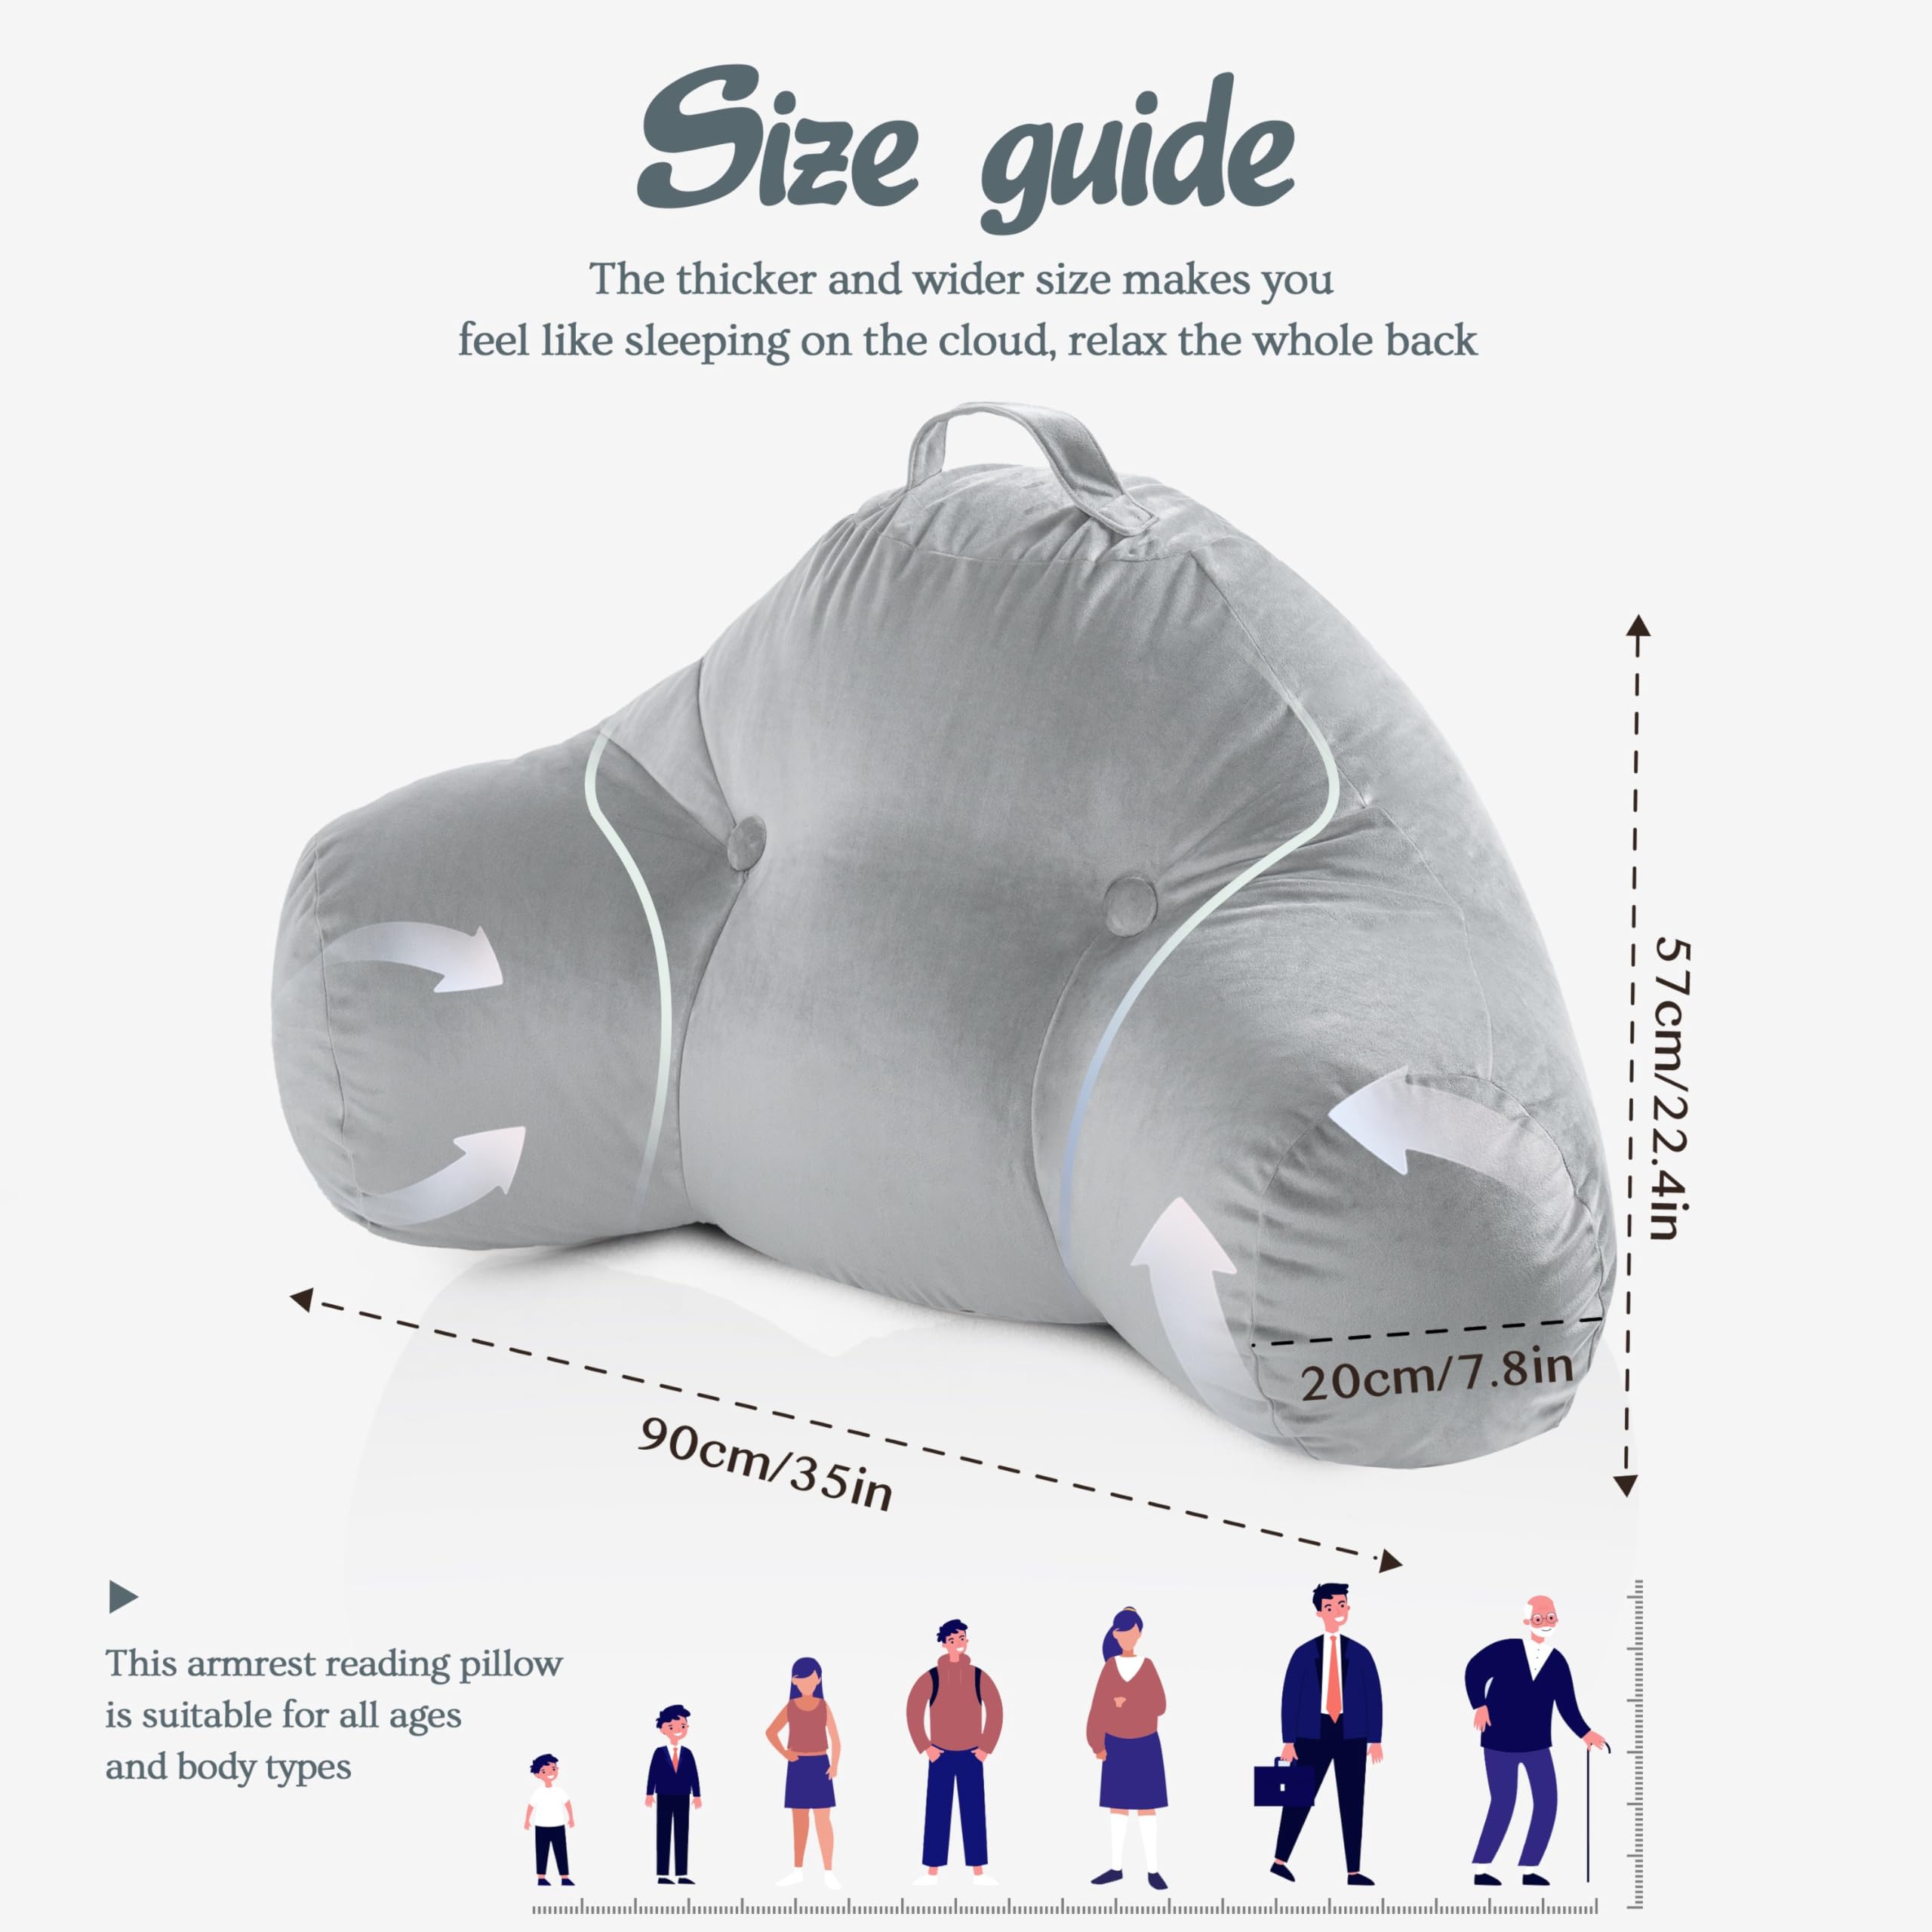 Size guide
The thicker and wider size makes you
feel like sleeping on the cloud, relax the whole back
57cm/22.4in
20cm/7.8in
90cm/35in
This armrest reading pillow
is suitable for all ages
and body types